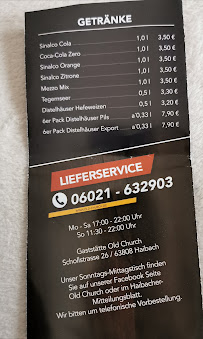 GETRÄNKE
Sinalco Cola 1,0 l 3,50 €
Coca-Cola Zero 1,0 l 3,50 €
Sinalco Orange 1,0 l 3,50 €
Sinalco Zitrone 1,0 l 3,50 €
Mezzo Mix 1,0 l 3,50 €
Tegernseer 0,5 l 3,50 €
Distelhäuser Hefeweizen 0,5 l 3,20 €
6er Pack Distelhäuser Pils a'0,33 l 7,90 €
6er Pack Distelhäuser Export a'0,33 l 7,90 €
LIEFERSERVICE
06021 - 632903
Mo - Sa 17:00 - 22:00 Uhr
So 11:30 - 22:00 Uhr
Gaststätte Old Church
Schoßstrasse 26 / 63808 Haibach
Unser Sonntags-Mittagstisch finden
Sie auf unserer Facebook Seite
Old Church oder im Haibacher-
Mitteilungsblatt.
Wir bitten um telefonische Vorbestellung.